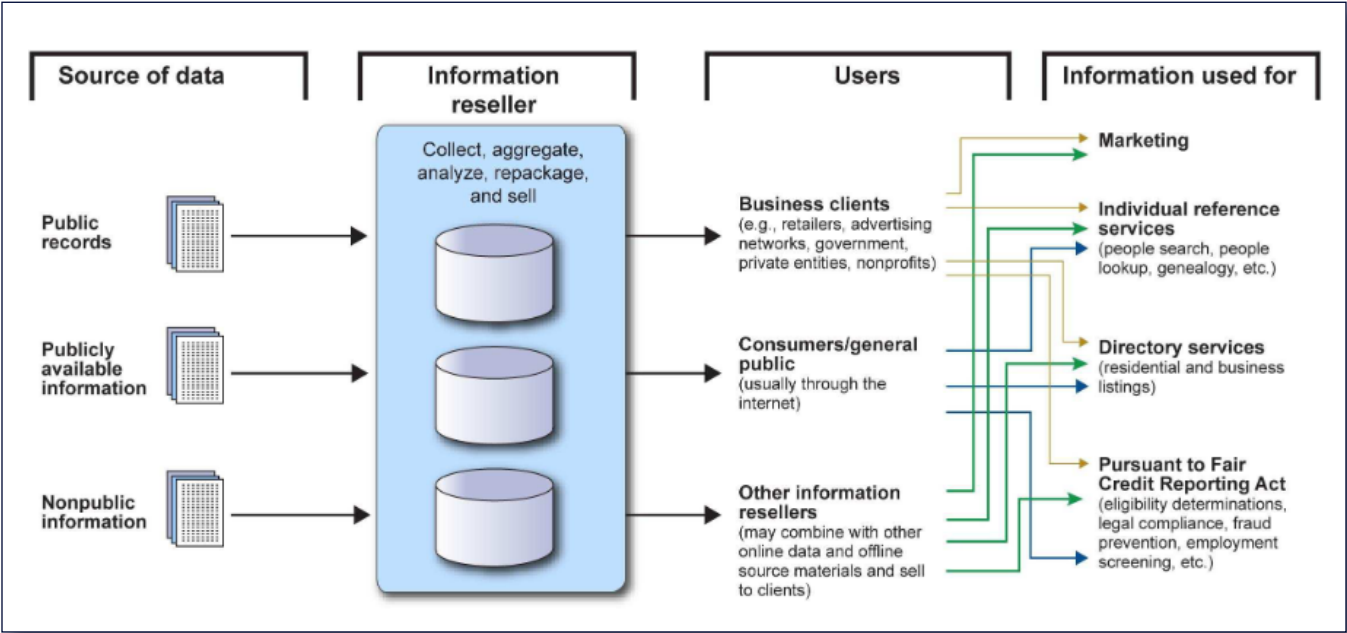 Source of data
Information
reseller
Users
Information used for
Collect, aggregate,
analyze, repackage,
and sell
Public
records
Publicly
available
information
Nonpublic
information
Business clients
(e.g., retailers, advertising
networks, government,
private entities, nonprofits)
Consumers/general
public
(usually through the
internet)
Other information
resellers
(may combine with other
online data and offline
source materials and sell
to clients)
Marketing
Individual reference
services
(people search, people
lookup, genealogy, etc.)
Directory services
(residential and business
listings)
Pursuant to Fair
Credit Reporting Act
(eligibility determinations,
legal compliance, fraud
prevention, employment
screening, etc.)